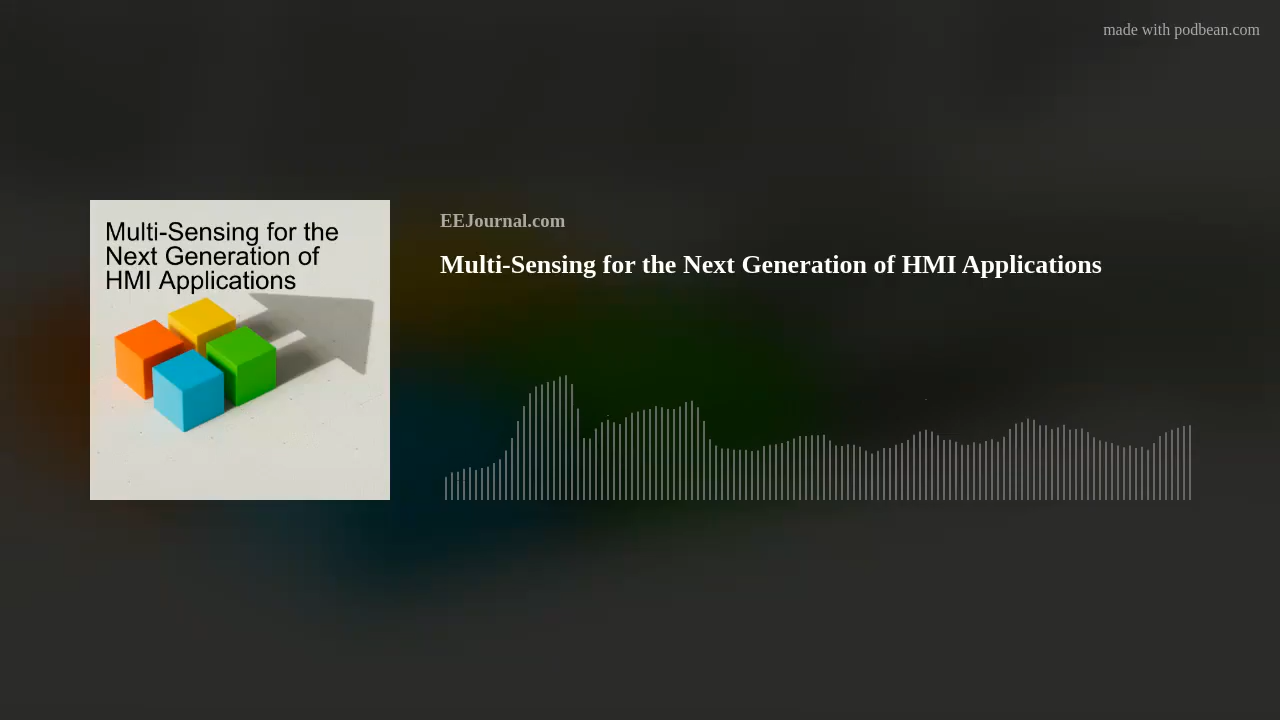 made with podbean.com
Multi-Sensing for the
Next Generation of
HMI Applications
EEJournal.com
Multi-Sensing for the Next Generation of HMI Applications